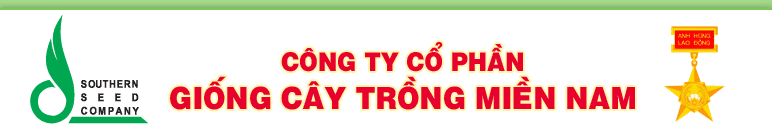 SOUTHERN
SEED
COMPANY
CÔNG TY CỔ PHẦN
GIỐNG CÂY TRỒNG MIỀN NAM
ANH HÙNG
LAO ĐỘNG